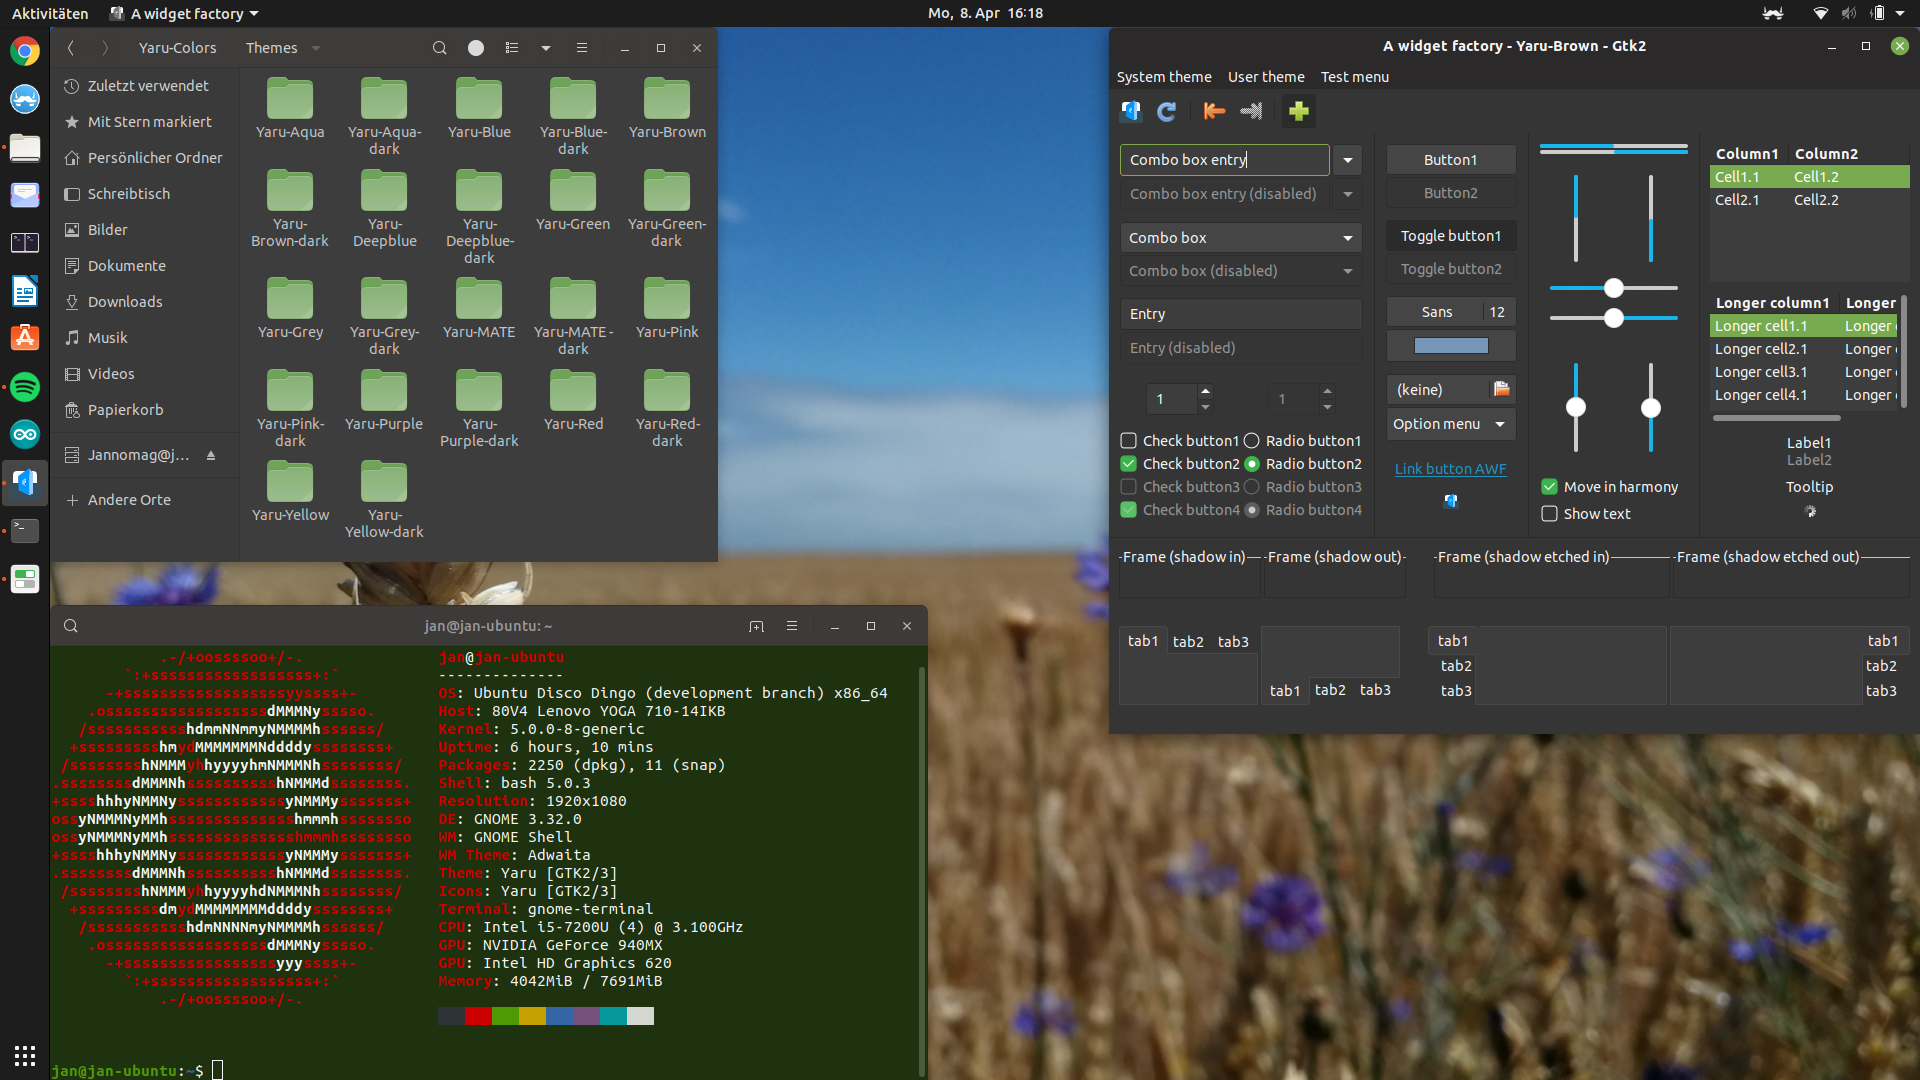 Aktivitäten A widget factory Mo, 8. Apr 16:18
Yaru-Colors Themes
Zuletzt verwendet
Mit Stern markiert
Persönlicher Ordner
Schreibtisch
Bilder
Dokumente
Downloads
Musik
Videos
Papierkorb
Jannomag@j...
Andere Orte
Yaru-Aqua
Yaru-Aqua-
dark
Yaru-Blue
Yaru-Blue-
dark
Yaru-Brown
Yaru-
Brown-dark
Yaru-
Deepblue
Yaru-
Deepblue-
dark
Yaru-Green
Yaru-Green-
dark
Yaru-Grey
Yaru-Grey-
dark
Yaru-MATE
Yaru-MATE-
dark
Yaru-Pink
Yaru-Pink-
dark
Yaru-Purple
Yaru-
Purple-dark
Yaru-Red
Yaru-Red-
dark
Yaru-Yellow
Yaru-
Yellow-dark
A widget factory - Yaru-Brown - Gtk2
System theme User theme Test menu
Combo box entry
Combo box entry (disabled)
Combo box
Combo box (disabled)
Entry
Entry (disabled)
1 1
Check button1 Radio button1
Check button2 Radio button2
Check button3 Radio button3
Check button4 Radio button4
Button1
Button2
Toggle button1
Toggle button2
Sans 12
(keine)
Option menu
Link button AWF
Move in harmony
Show text
Column1 Column2
Cell1.1 Cell1.2
Cell2.1 Cell2.2
Longer column1 Longer
Longer cell1.1 Longer
Longer cell2.1 Longer
Longer cell3.1 Longer
Longer cell4.1 Longer
Label1
Label2
Tooltip
Frame (shadow in) Frame (shadow out) Frame (shadow etched in) Frame (shadow etched out)
tab1 tab2 tab3
tab1 tab2 tab3
tab1
tab2
tab3
tab1
tab2
tab3
jan@jan-ubuntu: ~
jan@jan-ubuntu
--------------
OS: Ubuntu Disco Dingo (development branch) x86_64
Host: 80V4 Lenovo YOGA 710-14IKB
Kernel: 5.0.0-8-generic
Uptime: 6 hours, 10 mins
Packages: 2250 (dpkg), 11 (snap)
Shell: bash 5.0.3
Resolution: 1920x1080
DE: GNOME 3.32.0
WM: GNOME Shell
WM Theme: Adwaita
Theme: Yaru [GTK2/3]
Icons: Yaru [GTK2/3]
Terminal: gnome-terminal
CPU: Intel i5-7200U (4) @ 3.100GHz
GPU: NVIDIA GeForce 940MX
GPU: Intel HD Graphics 620
Memory: 4042MiB / 7691MiB
jan@jan-ubuntu:~$